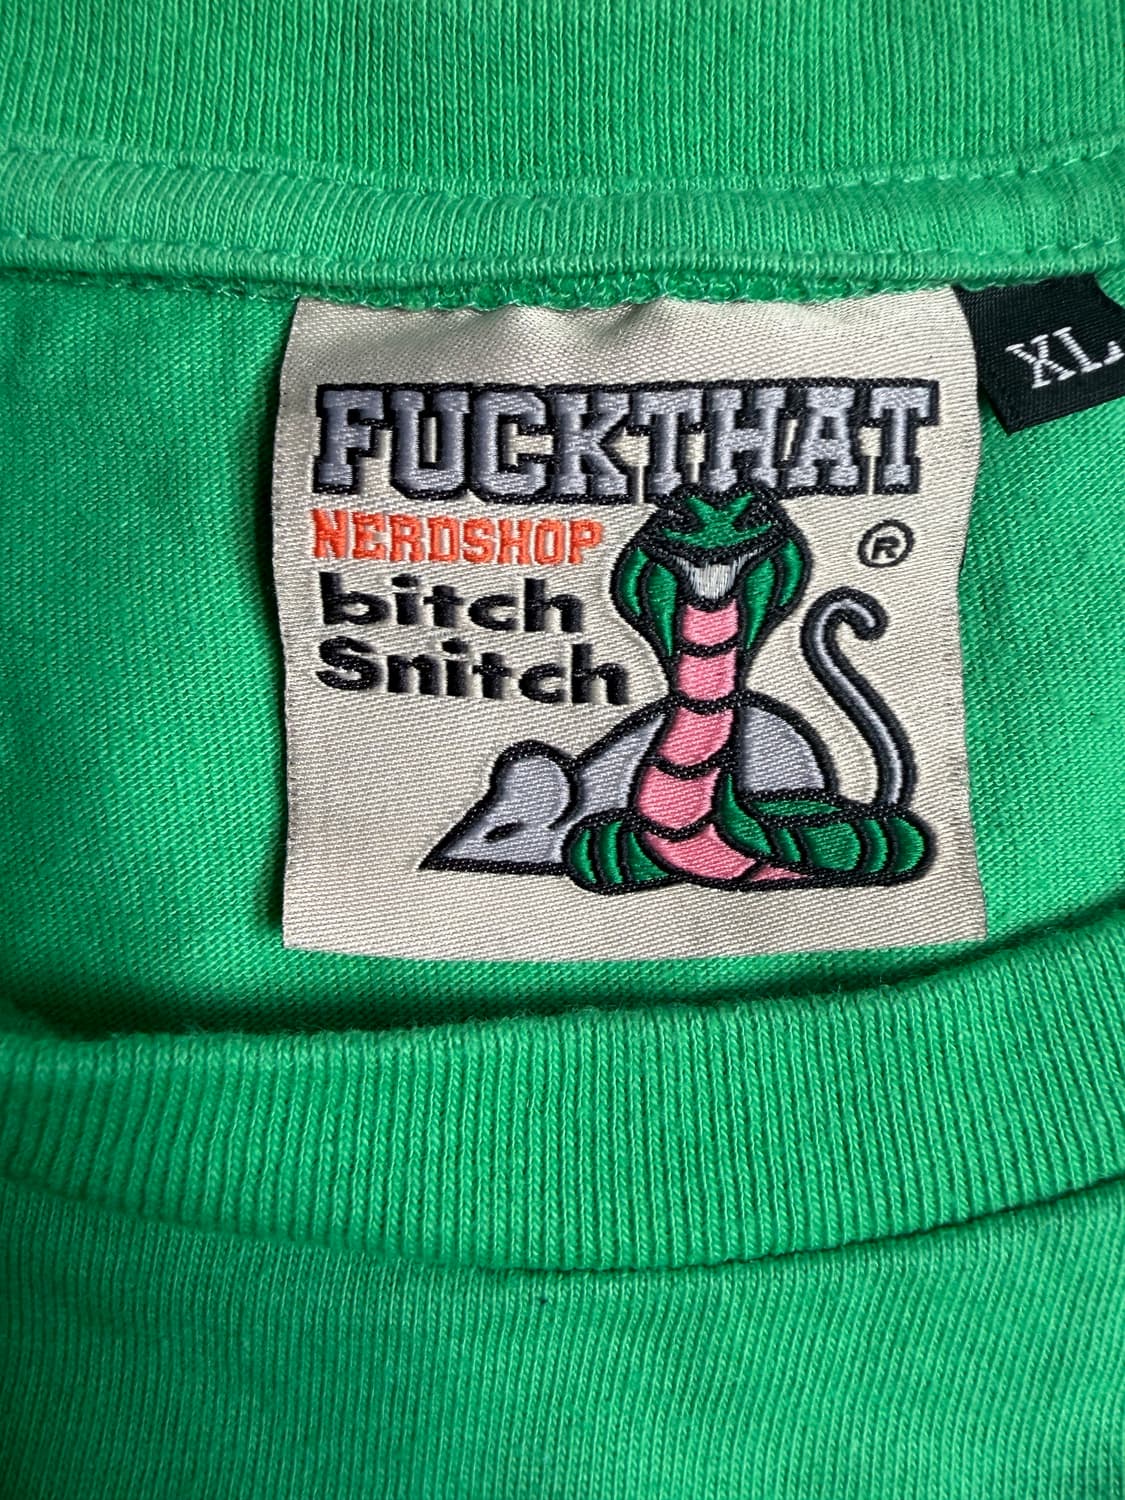 FUCKTHAT
NERDSHOP
bitch
Snitch
®
XL